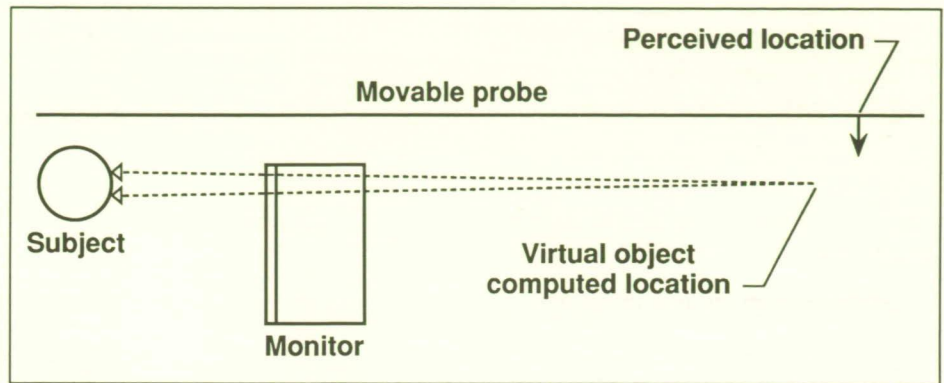 Perceived location
Movable probe
Subject
Virtual object
computed location
Monitor